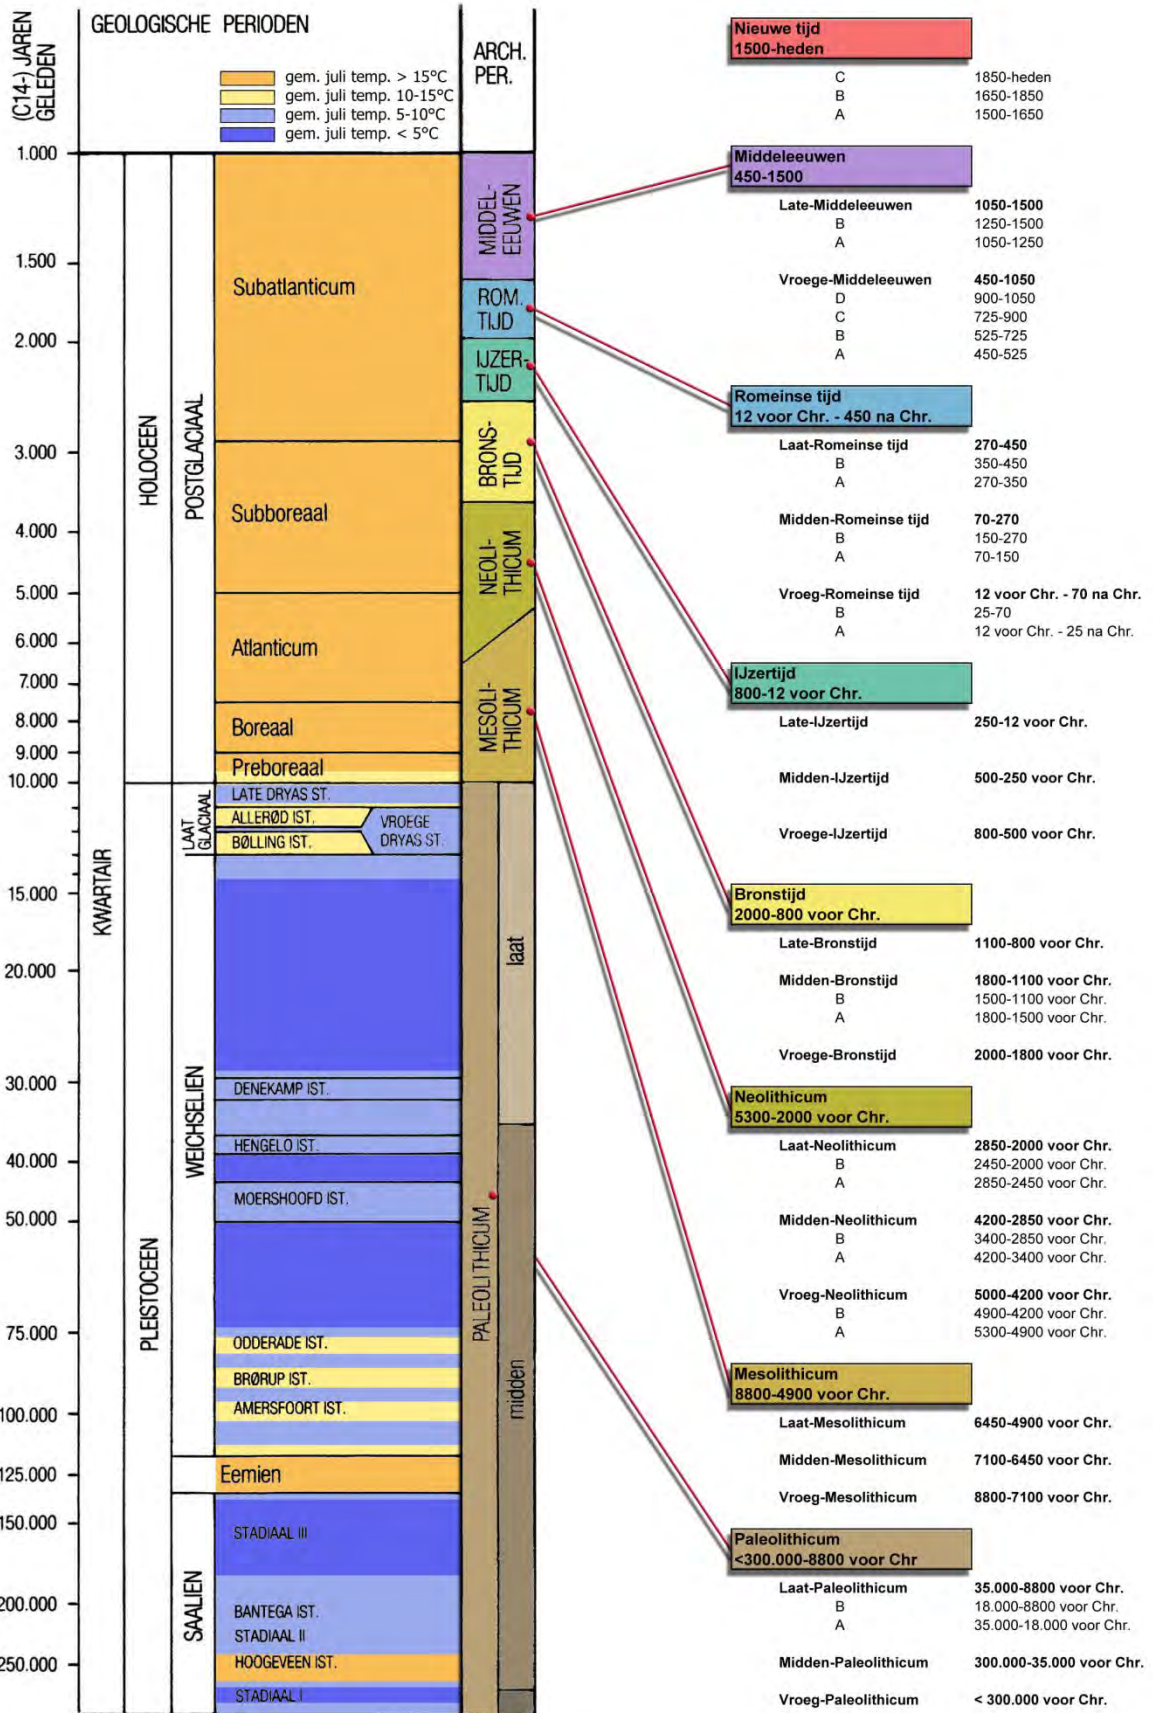 GEOLOGISCHE PERIODEN
(C14-) JAREN
GELEDEN
gem. juli temp. > 15°C
gem. juli temp. 10-15°C
gem. juli temp. 5-10°C
gem. juli temp. < 5°C
ARCH.
PER.
1.000
1.500
2.000
3.000
4.000
5.000
6.000
7.000
8.000
9.000
10.000
15.000
20.000
30.000
40.000
50.000
75.000
100.000
125.000
150.000
200.000
250.000
KWARTAIR
HOLOCEEN
PLEISTOCEEN
POSTGLACIAAL
LAAT
GLACIAAL
WEICHSELIEN
SAALIEN
Subatlanticum
Subboreaal
Atlanticum
Boreaal
Preboreaal
LATE DRYAS ST.
ALLERØD IST.
VROEGE
DRYAS ST.
BØLLING IST.
DENEKAMP IST.
HENGELO IST.
MOERSHOOFD IST.
ODDERADE IST.
BRØRUP IST.
AMERSFOORT IST.
Eemien
STADIAAL III
BANTEGA IST.
STADIAAL II
HOOGEVEEN IST.
STADIAAL I
MIDDEL-
EEUWEN
ROM.
TIJD
IJZER-
TIJD
BRONS-
TIJD
NEOLI-
THICUM
MESOLI-
THICUM
PALEOLITHICUM
laat
midden
Nieuwe tijd
1500-heden
C 1850-heden
B 1650-1850
A 1500-1650
Middeleeuwen
450-1500
Late-Middeleeuwen 1050-1500
B 1250-1500
A 1050-1250
Vroege-Middeleeuwen 450-1050
D 900-1050
C 725-900
B 525-725
A 450-525
Romeinse tijd
12 voor Chr. - 450 na Chr.
Laat-Romeinse tijd 270-450
B 350-450
A 270-350
Midden-Romeinse tijd 70-270
B 150-270
A 70-150
Vroeg-Romeinse tijd 12 voor Chr. - 70 na Chr.
B 25-70
A 12 voor Chr. - 25 na Chr.
IJzertijd
800-12 voor Chr.
Late-IJzertijd 250-12 voor Chr.
Midden-IJzertijd 500-250 voor Chr.
Vroege-IJzertijd 800-500 voor Chr.
Bronstijd
2000-800 voor Chr.
Late-Bronstijd 1100-800 voor Chr.
Midden-Bronstijd 1800-1100 voor Chr.
B 1500-1100 voor Chr.
A 1800-1500 voor Chr.
Vroege-Bronstijd 2000-1800 voor Chr.
Neolithicum
5300-2000 voor Chr.
Laat-Neolithicum 2850-2000 voor Chr.
B 2450-2000 voor Chr.
A 2850-2450 voor Chr.
Midden-Neolithicum 4200-2850 voor Chr.
B 3400-2850 voor Chr.
A 4200-3400 voor Chr.
Vroeg-Neolithicum 5000-4200 voor Chr.
B 4900-4200 voor Chr.
A 5300-4900 voor Chr.
Mesolithicum
8800-4900 voor Chr.
Laat-Mesolithicum 6450-4900 voor Chr.
Midden-Mesolithicum 7100-6450 voor Chr.
Vroeg-Mesolithicum 8800-7100 voor Chr.
Paleolithicum
<300.000-8800 voor Chr
Laat-Paleolithicum 35.000-8800 voor Chr.
B 18.000-8800 voor Chr.
A 35.000-18.000 voor Chr.
Midden-Paleolithicum 300.000-35.000 voor Chr.
Vroeg-Paleolithicum < 300.000 voor Chr.